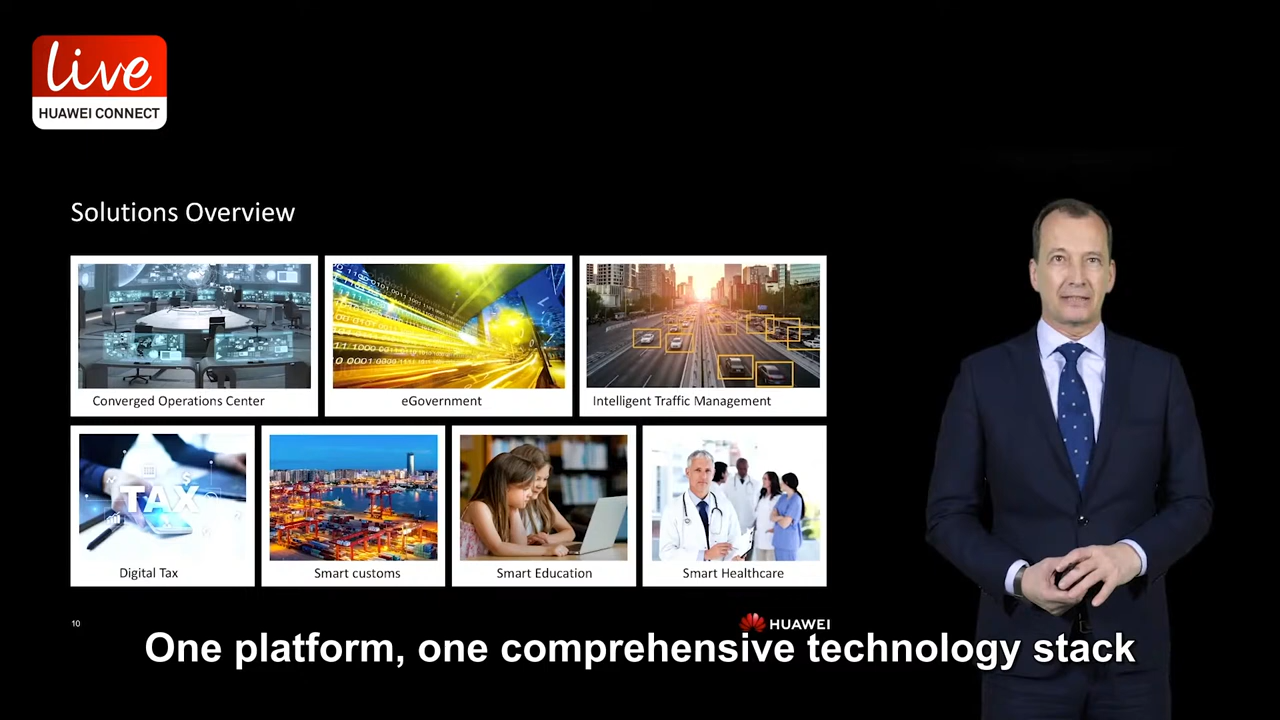 live
HUAWEI CONNECT
Solutions Overview
Converged Operations Center
eGovernment
Intelligent Traffic Management
TAX
Digital Tax
Smart customs
Smart Education
Smart Healthcare
10
HUAWEI
One platform, one comprehensive technology stack